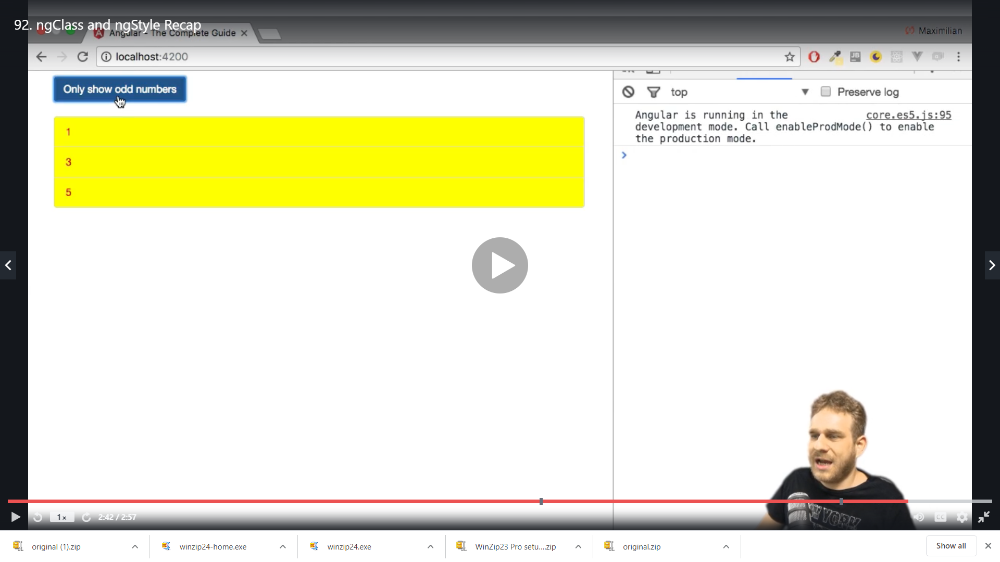 92. ngClass and ngStyle Recap
Angular - The Complete Guide
Maximilian
localhost:4200
Only show odd numbers
top
Preserve log
Angular is running in the core.es5.js:95
development mode. Call enableProdMode() to enable
the production mode.
1
3
5
JB
YORK
1x
2:42 / 2:57
CC
original (1).zip
winzip24-home.exe
winzip24.exe
WinZip23 Pro setu....zip
original.zip
Show all